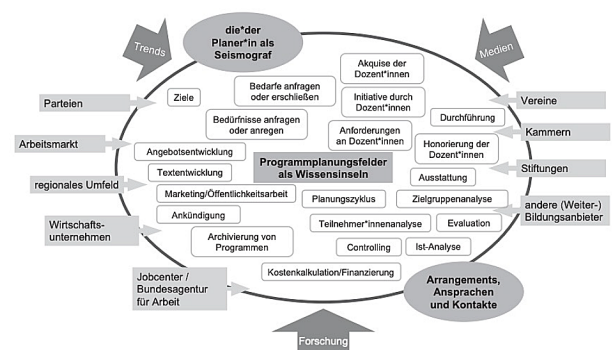 die*der
Planer*in als
Seismograf
Trends
Medien
Akquise der
Dozent*innen
Ziele
Bedarfe anfragen
oder erschließen
Initiative durch
Dozent*innen
Parteien
Vereine
Bedürfnisse anfragen
oder anregen
Durchführung
Anforderungen
an Dozent*innen
Kammern
Arbeitsmarkt
Angebotsentwicklung
Honorierung der
Dozent*innen
Programmplanungsfelder
als Wissensinseln
Textentwicklung
Ausstattung
Stiftungen
regionales Umfeld
Marketing/Öffentlichkeitsarbeit
Planungszyklus
Zielgruppenanalyse
andere (Weiter-)
Bildungsanbieter
Ankündigung
Teilnehmer*innenanalyse
Evaluation
Wirtschafts-
unternehmen
Archivierung von
Programmen
Controlling
Ist-Analyse
Jobcenter /
Bundesagentur
für Arbeit
Kostenkalkulation/Finanzierung
Arrangements,
Ansprachen
und Kontakte
Forschung